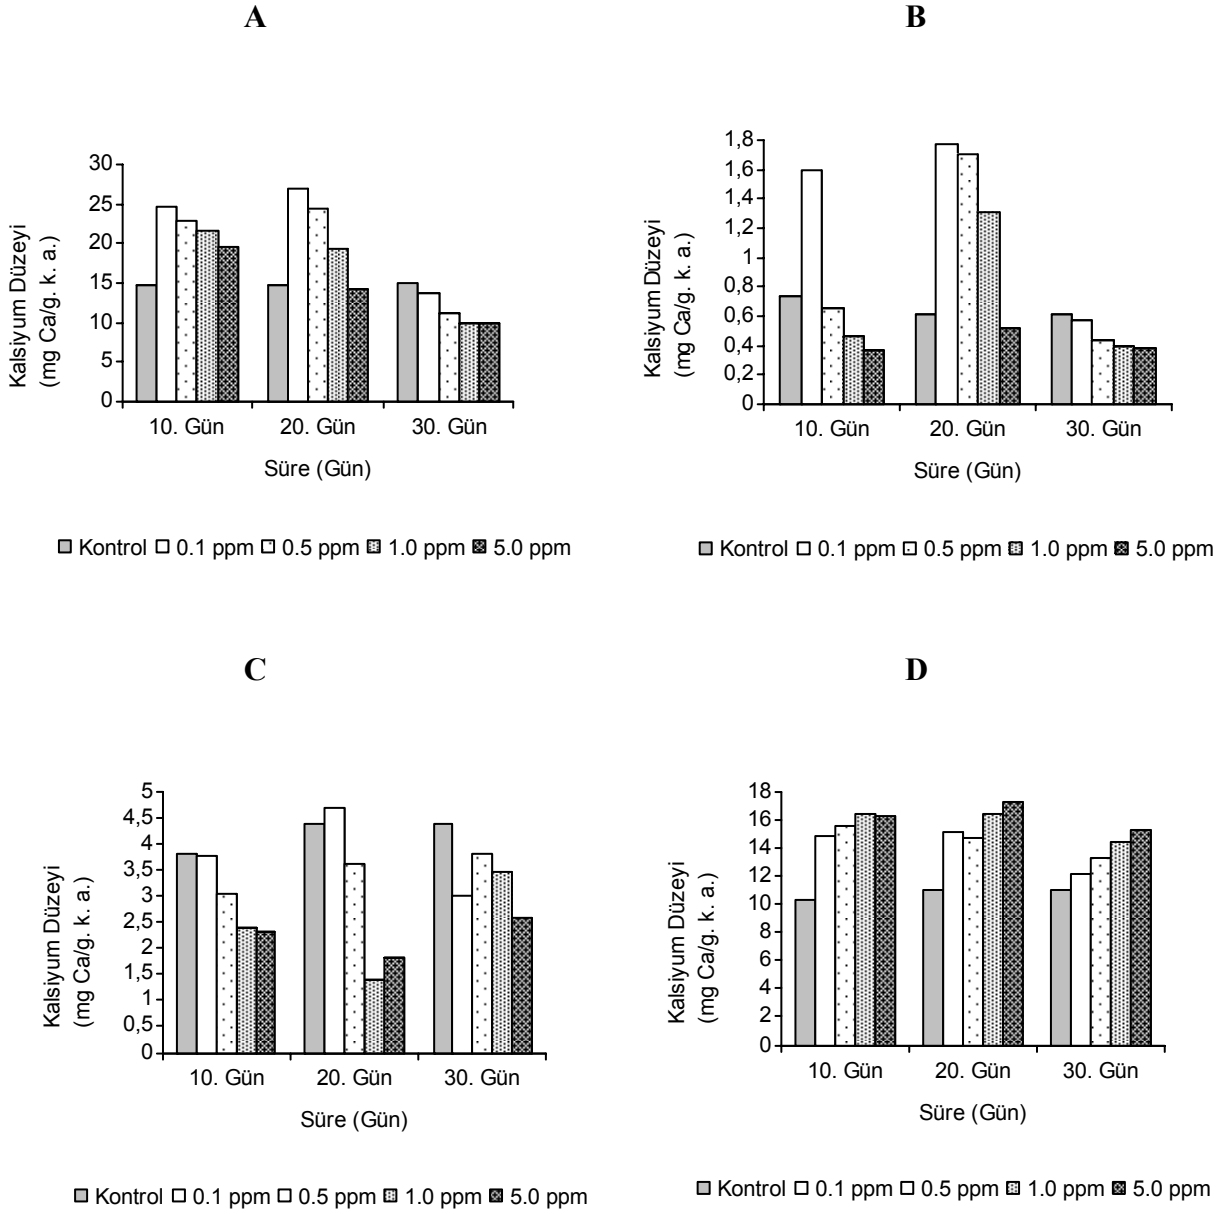 A
B
30
25
20
15
10
5
0
Kalsiyum Düzeyi
(mg Ca/g. k. a.)
10. Gün 20. Gün 30. Gün
Süre (Gün)
Kontrol 0.1 ppm 0.5 ppm 1.0 ppm 5.0 ppm
1,8
1,6
1,4
1,2
1
0,8
0,6
0,4
0,2
0
Kalsiyum Düzeyi
(mg Ca/g. k. a.)
10. Gün 20. Gün 30. Gün
Süre (Gün)
Kontrol 0.1 ppm 0.5 ppm 1.0 ppm 5.0 ppm
C
D
5
4,5
4
3,5
3
2,5
2
1,5
1
0,5
0
Kalsiyum Düzeyi
(mg Ca/g. k. a.)
10. Gün 20. Gün 30. Gün
Süre (Gün)
Kontrol 0.1 ppm 0.5 ppm 1.0 ppm 5.0 ppm
18
16
14
12
10
8
6
4
2
0
Kalsiyum Düzeyi
(mg Ca/g. k. a.)
10. Gün 20. Gün 30. Gün
Süre (Gün)
Kontrol 0.1 ppm 0.5 ppm 1.0 ppm 5.0 ppm